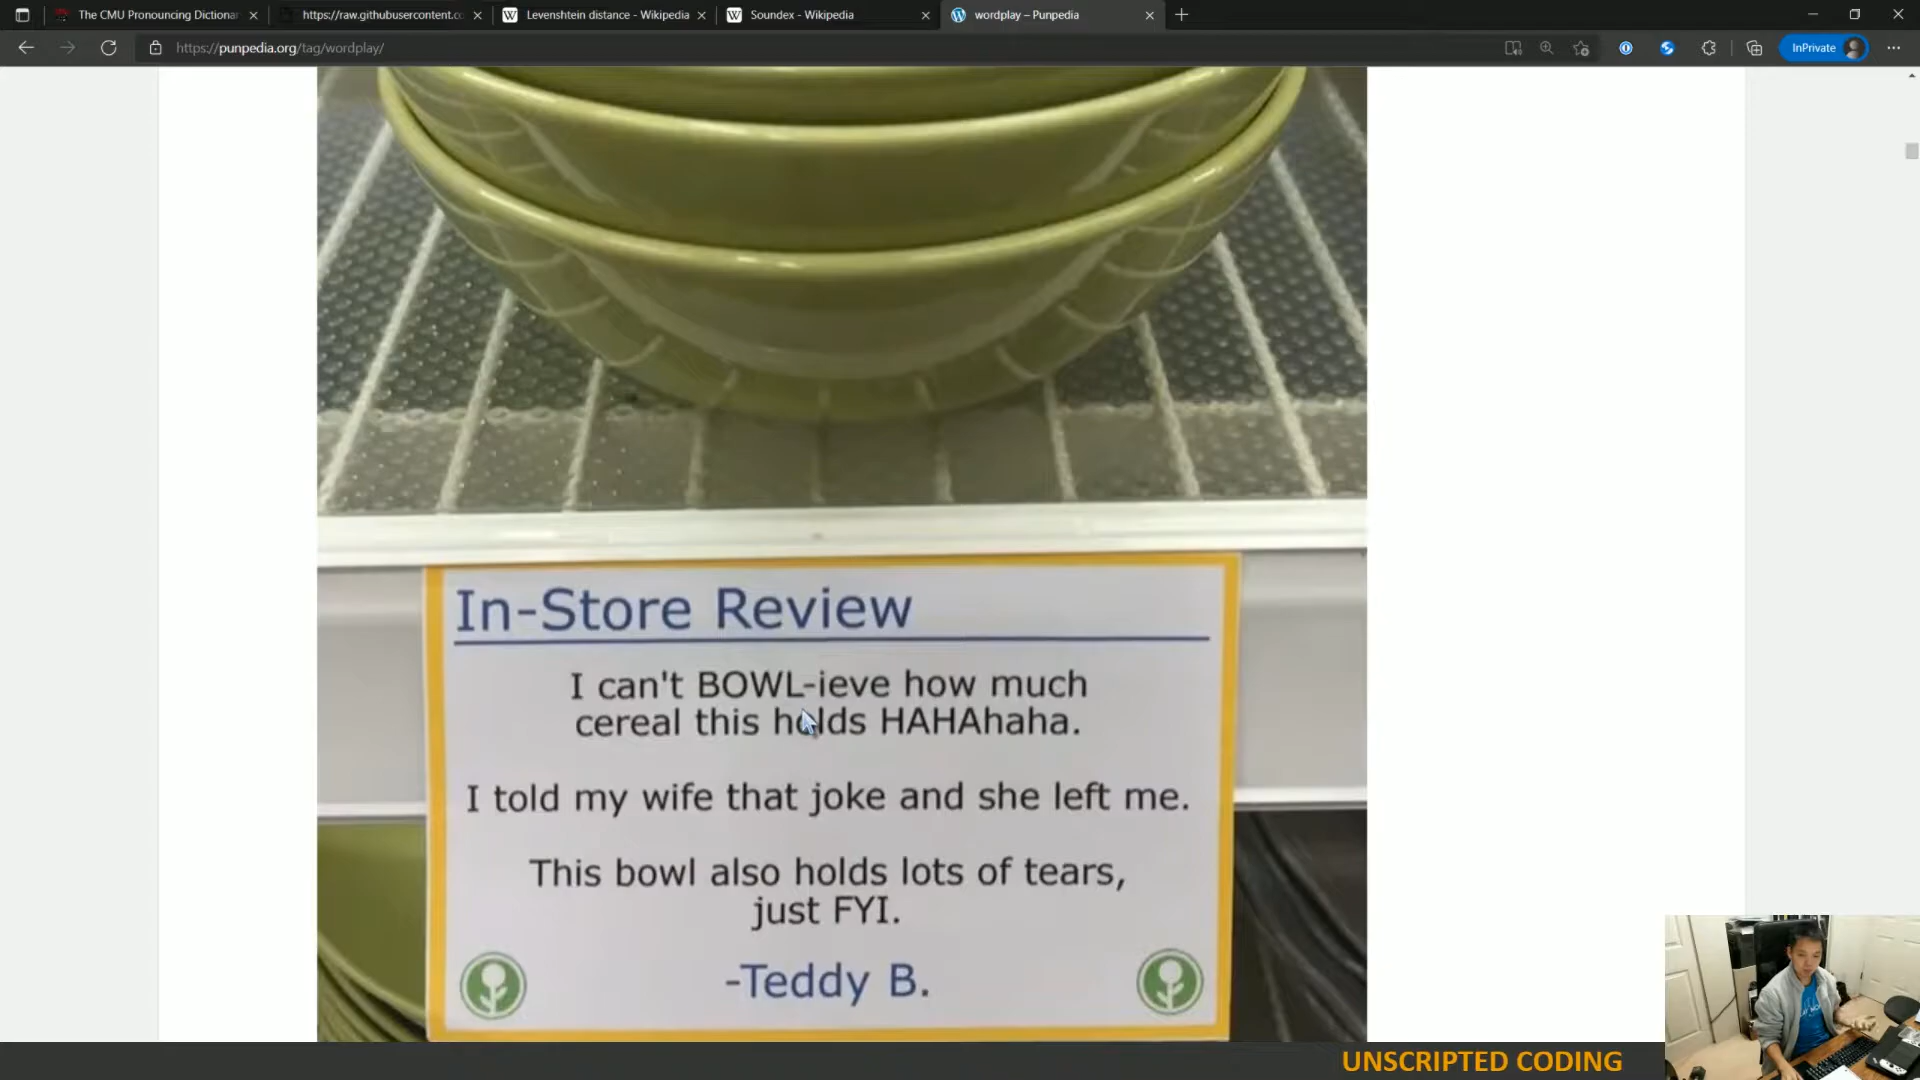 The CMU Pronouncing Dictionar
https://raw.githubusercontent.co
Levenshtein distance - Wikipedia
Soundex - Wikipedia
wordplay – Punpedia
https://punpedia.org/tag/wordplay/
InPrivate
In-Store Review
I can't BOWL-ieve how much
cereal this holds HAHAhaha.
I told my wife that joke and she left me.
This bowl also holds lots of tears,
just FYI.
-Teddy B.
UNSCRIPTED CODING